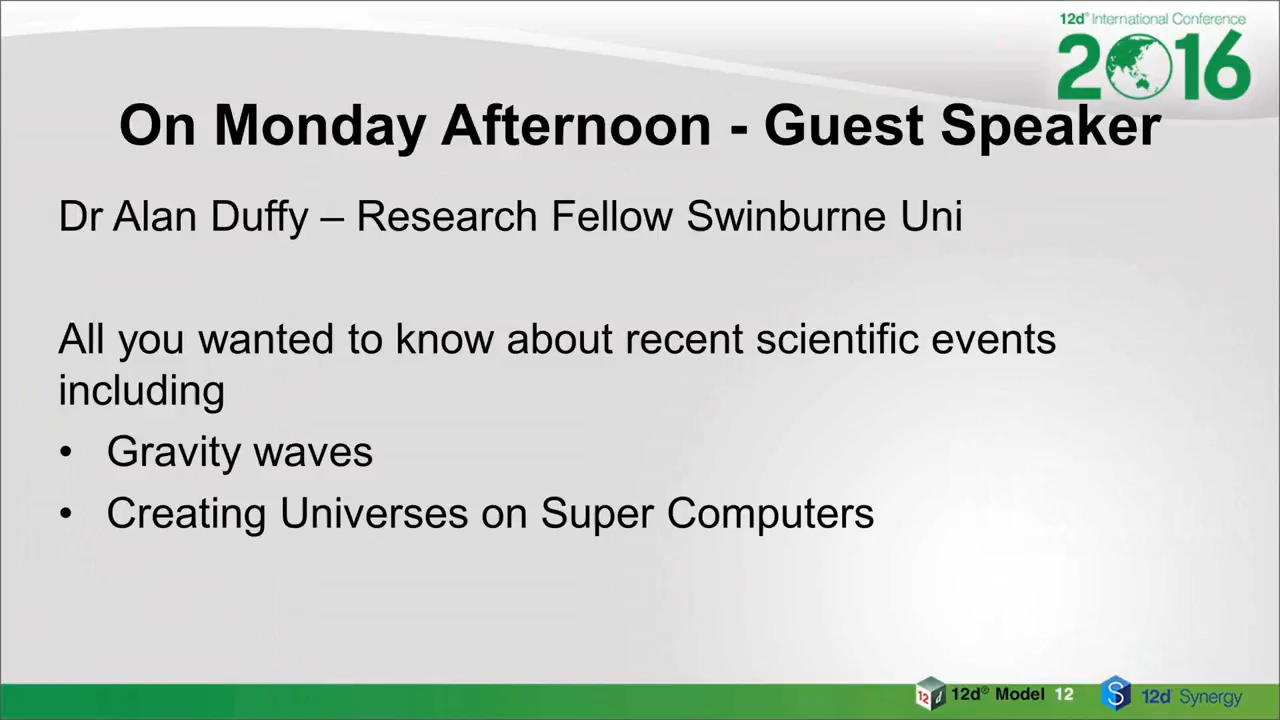 12d® International Conference
2016
On Monday Afternoon - Guest Speaker
Dr Alan Duffy – Research Fellow Swinburne Uni
All you wanted to know about recent scientific events
including
• Gravity waves
• Creating Universes on Super Computers
12d® Model 12
12d Synergy